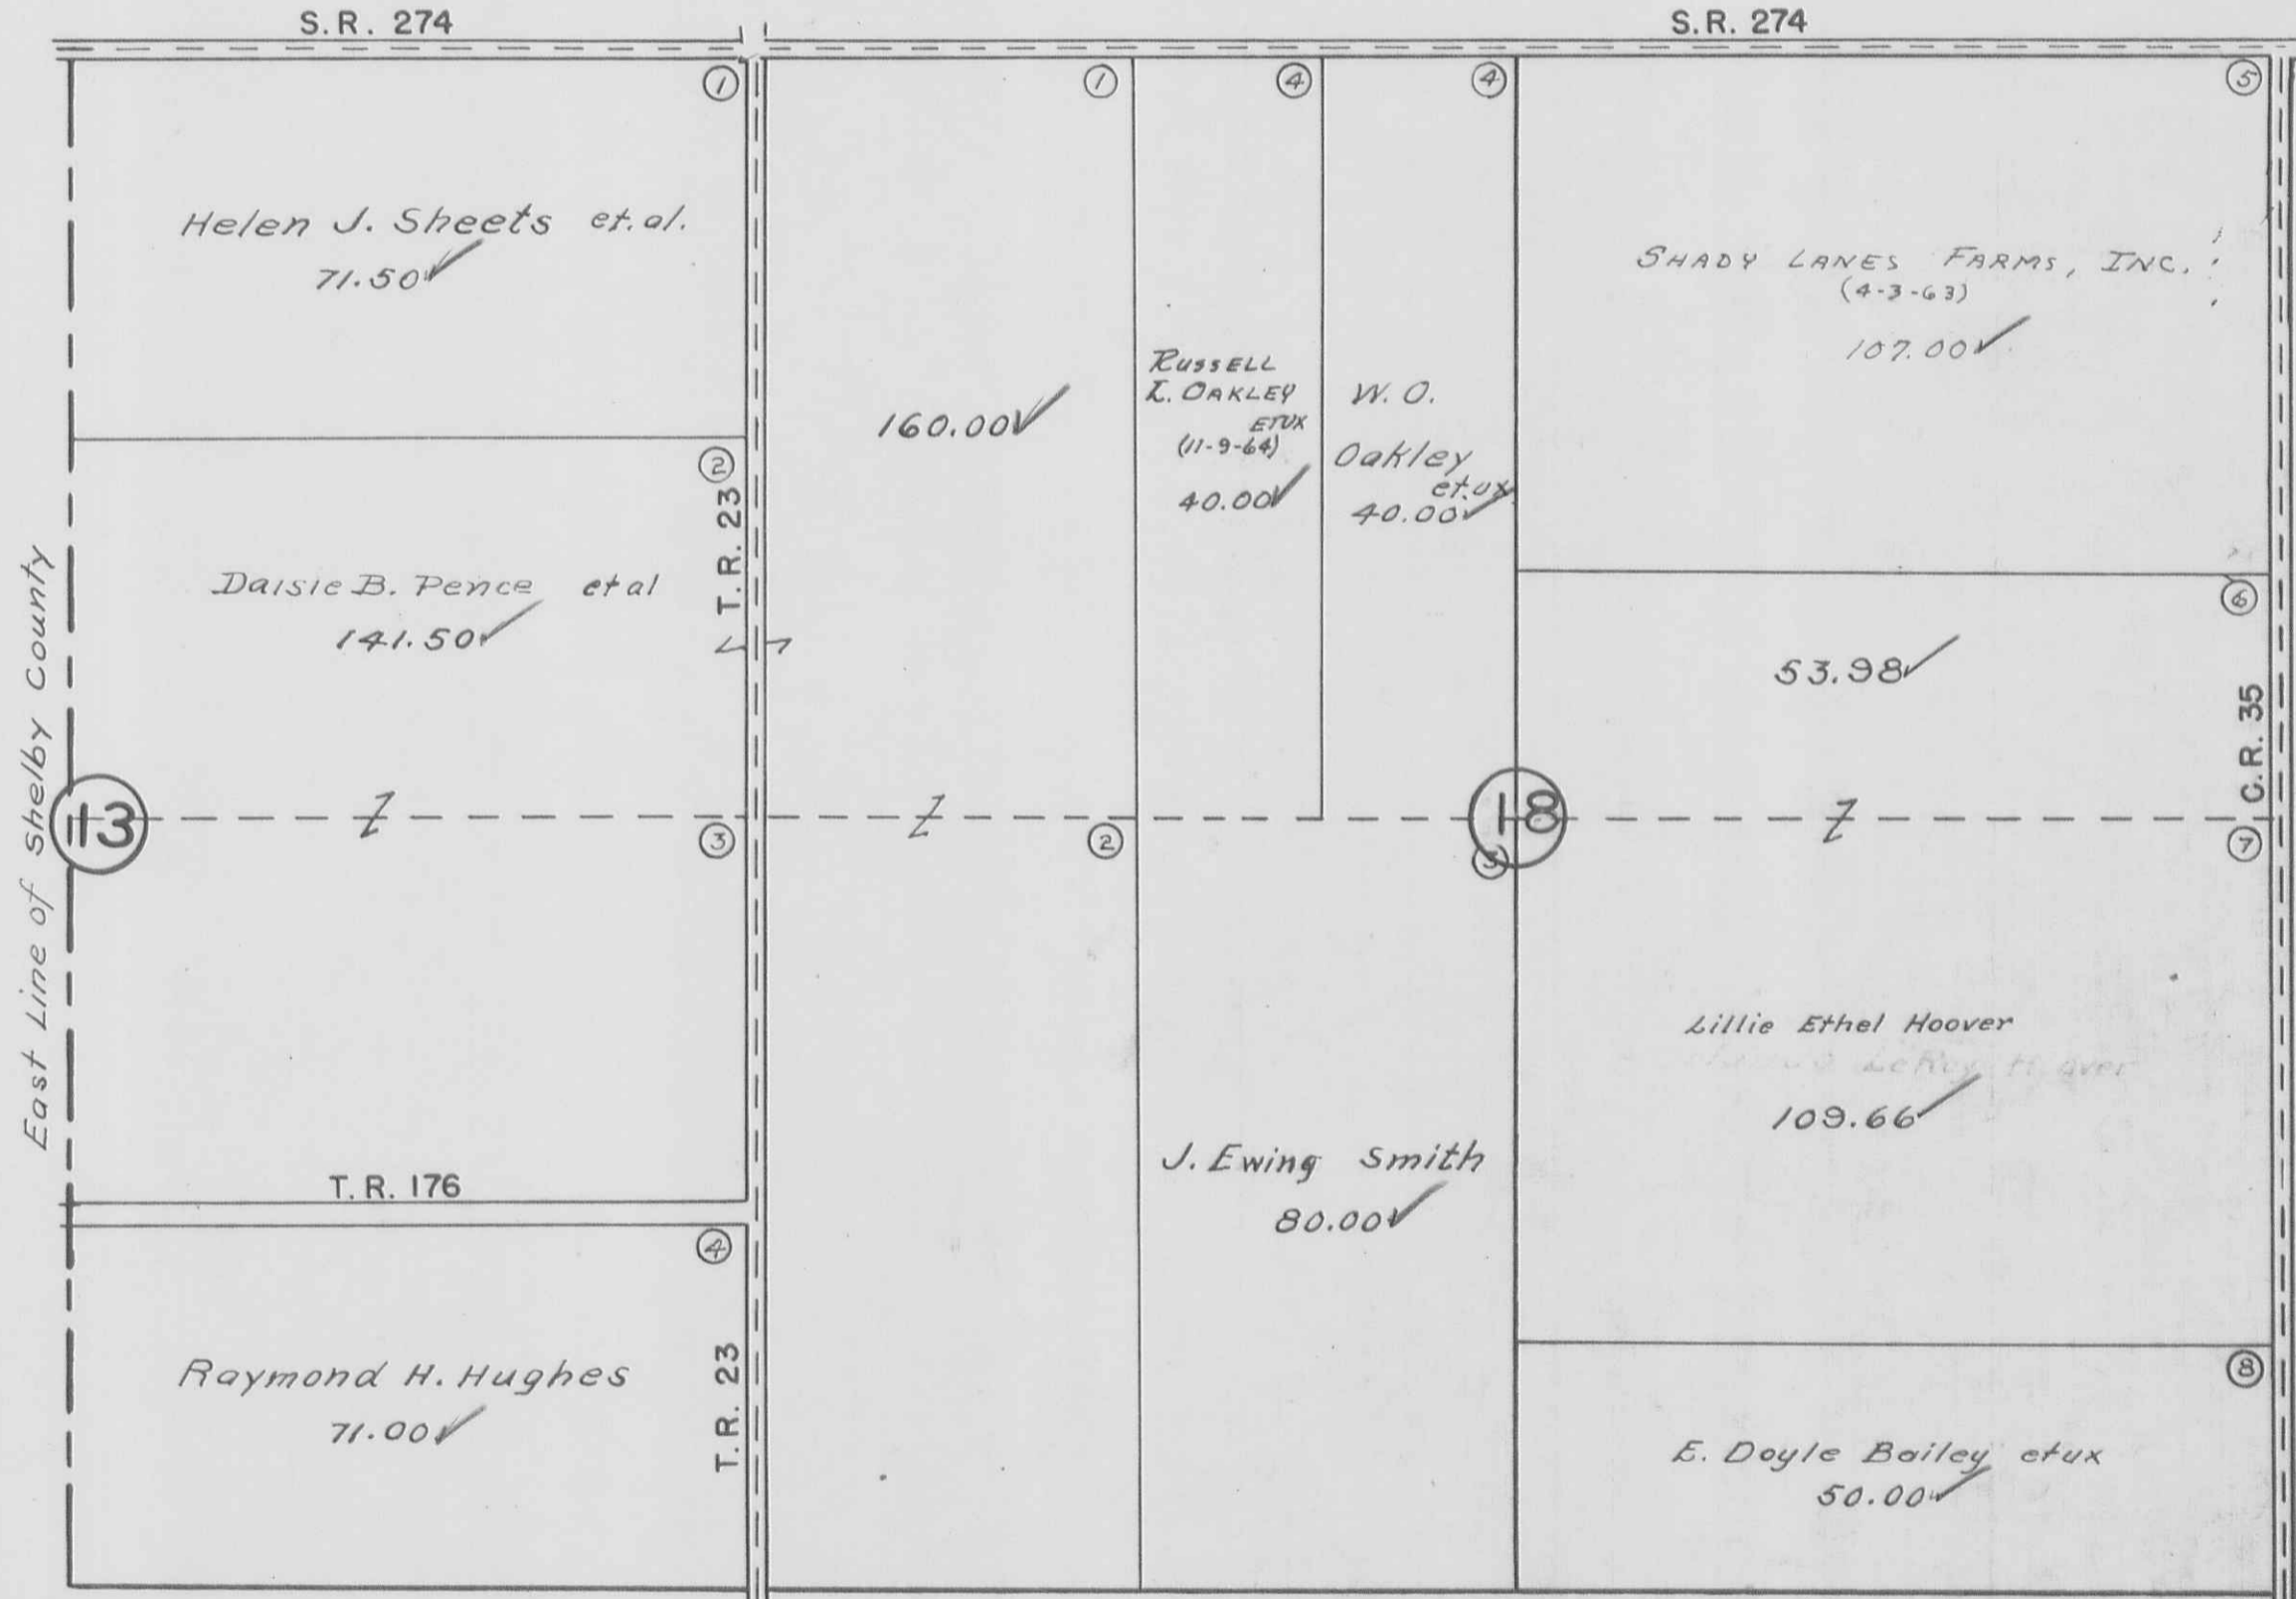 S.R. 274
S.R. 274
1
1
4
4
5
Helen J. Sheets et.al.
71.50✓
SHADY LANES FARMS, INC.
(4-3-63)
107.00✓
160.00✓
RUSSELL
L. OAKLEY
ETUX
(11-9-64)
40.00✓
W. O.
Oakley
et.ux
40.00✓
2
T.R. 23
Daisie B. Pence et al
141.50✓
6
53.98✓
C.R. 35
East Line of Shelby County
113
Z
3
Z
2
18
5
Z
7
Lillie Ethel Hoover
109.66✓
J. Ewing Smith
80.00✓
T.R. 176
4
Raymond H. Hughes
71.00✓
T.R. 23
8
E. Doyle Bailey etux
50.00✓